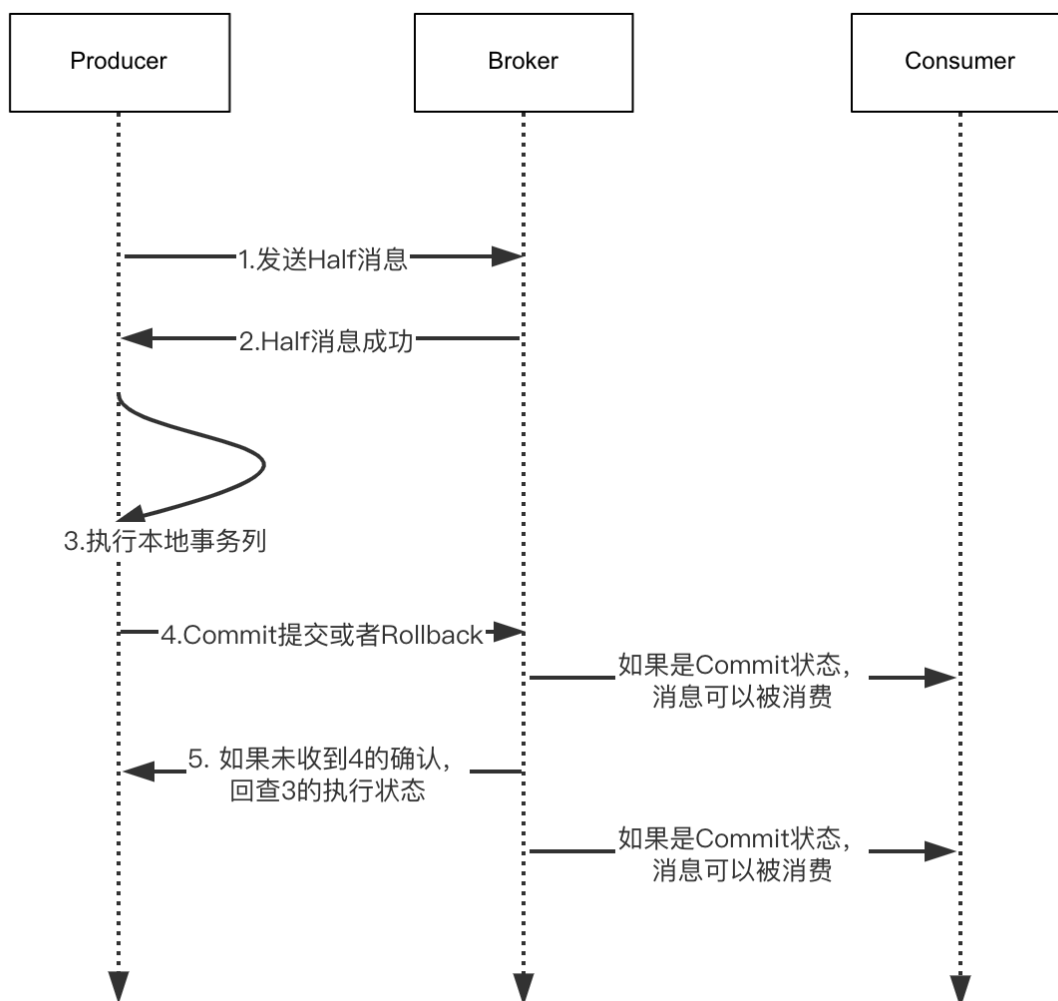 Producer
Broker
Consumer
1.发送Half消息
2.Half消息成功
3.执行本地事务列
4.Commit提交或者Rollback
如果是Commit状态，
消息可以被消费
5. 如果未收到4的确认，
回查3的执行状态
如果是Commit状态，
消息可以被消费